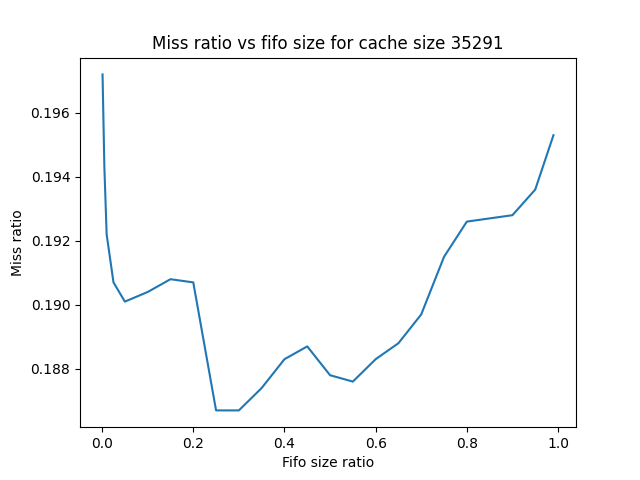 Miss ratio vs fifo size for cache size 35291
0.196
0.194
0.192
0.190
0.188
Miss ratio
0.0 0.2 0.4 0.6 0.8 1.0
Fifo size ratio